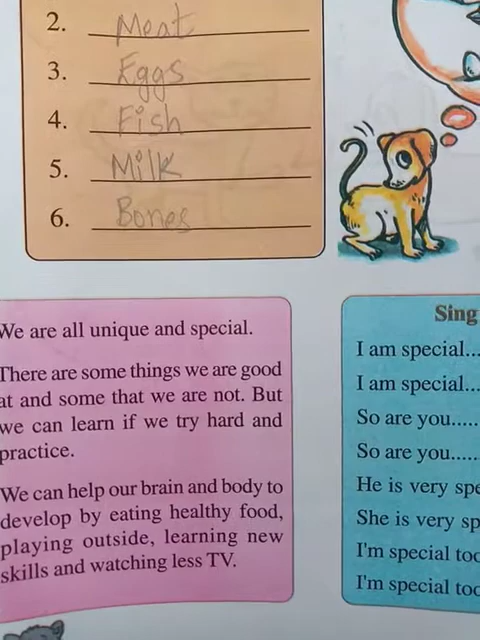 2. Meat
3. Eggs
4. Fish
5. Milk
6. Bones
We are all unique and special.
There are some things we are good
at and some that we are not. But
we can learn if we try hard and
practice.
We can help our brain and body to
develop by eating healthy food,
playing outside, learning new
skills and watching less TV.
Sing
I am special...
I am special...
So are you.....
So are you.....
He is very spe
She is very sp
I'm special too
I'm special too